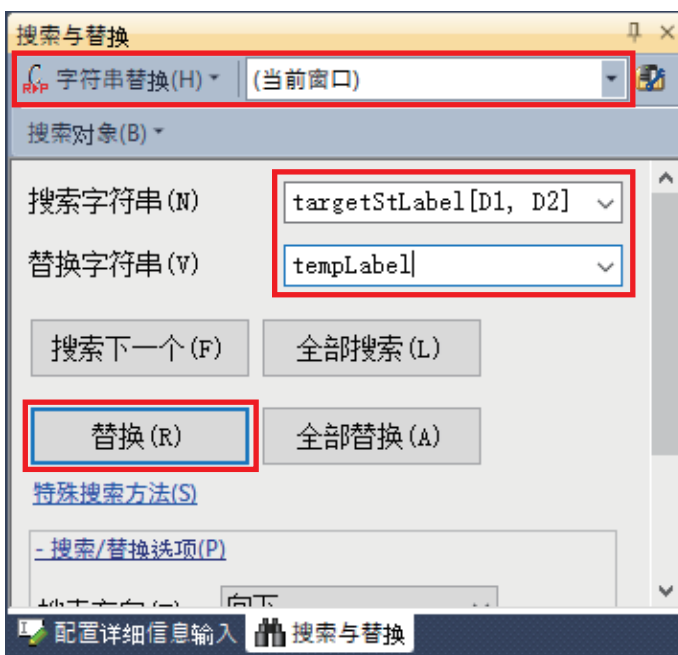 搜索与替换
字符串替换(H) (当前窗口)
搜索对象(B)
搜索字符串(N) targetStLabel[D1, D2]
替换字符串(V) tempLabel
搜索下一个(F) 全部搜索(L)
替换(R) 全部替换(A)
特殊搜索方法(S)
- 搜索/替换选项(P)
向下
配置详细信息输入 搜索与替换